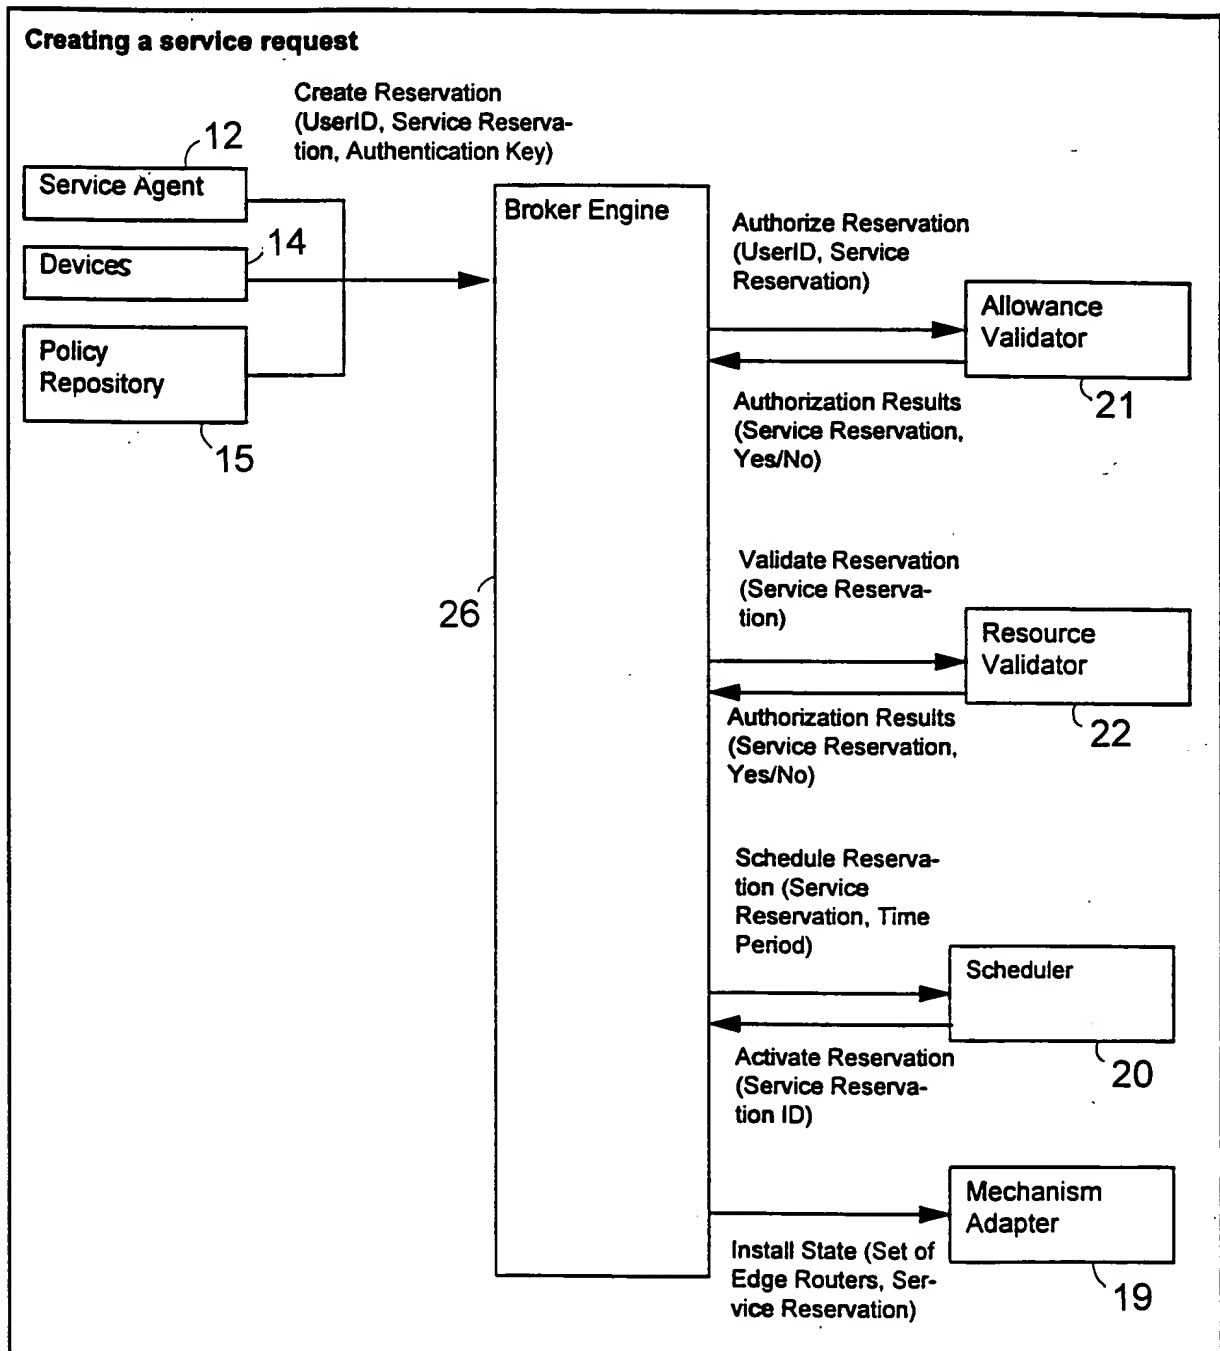 Creating a service request
Create Reservation
(UserID, Service Reserva-
tion, Authentication Key)
12
Service Agent
14
Devices
Policy
Repository
15
Broker Engine
26
Authorize Reservation
(UserID, Service
Reservation)
Allowance
Validator
21
Authorization Results
(Service Reservation,
Yes/No)
Validate Reservation
(Service Reserva-
tion)
Resource
Validator
22
Authorization Results
(Service Reservation,
Yes/No)
Schedule Reserva-
tion (Service
Reservation, Time
Period)
Scheduler
20
Activate Reservation
(Service Reserva-
tion ID)
Mechanism
Adapter
19
Install State (Set of
Edge Routers, Ser-
vice Reservation)